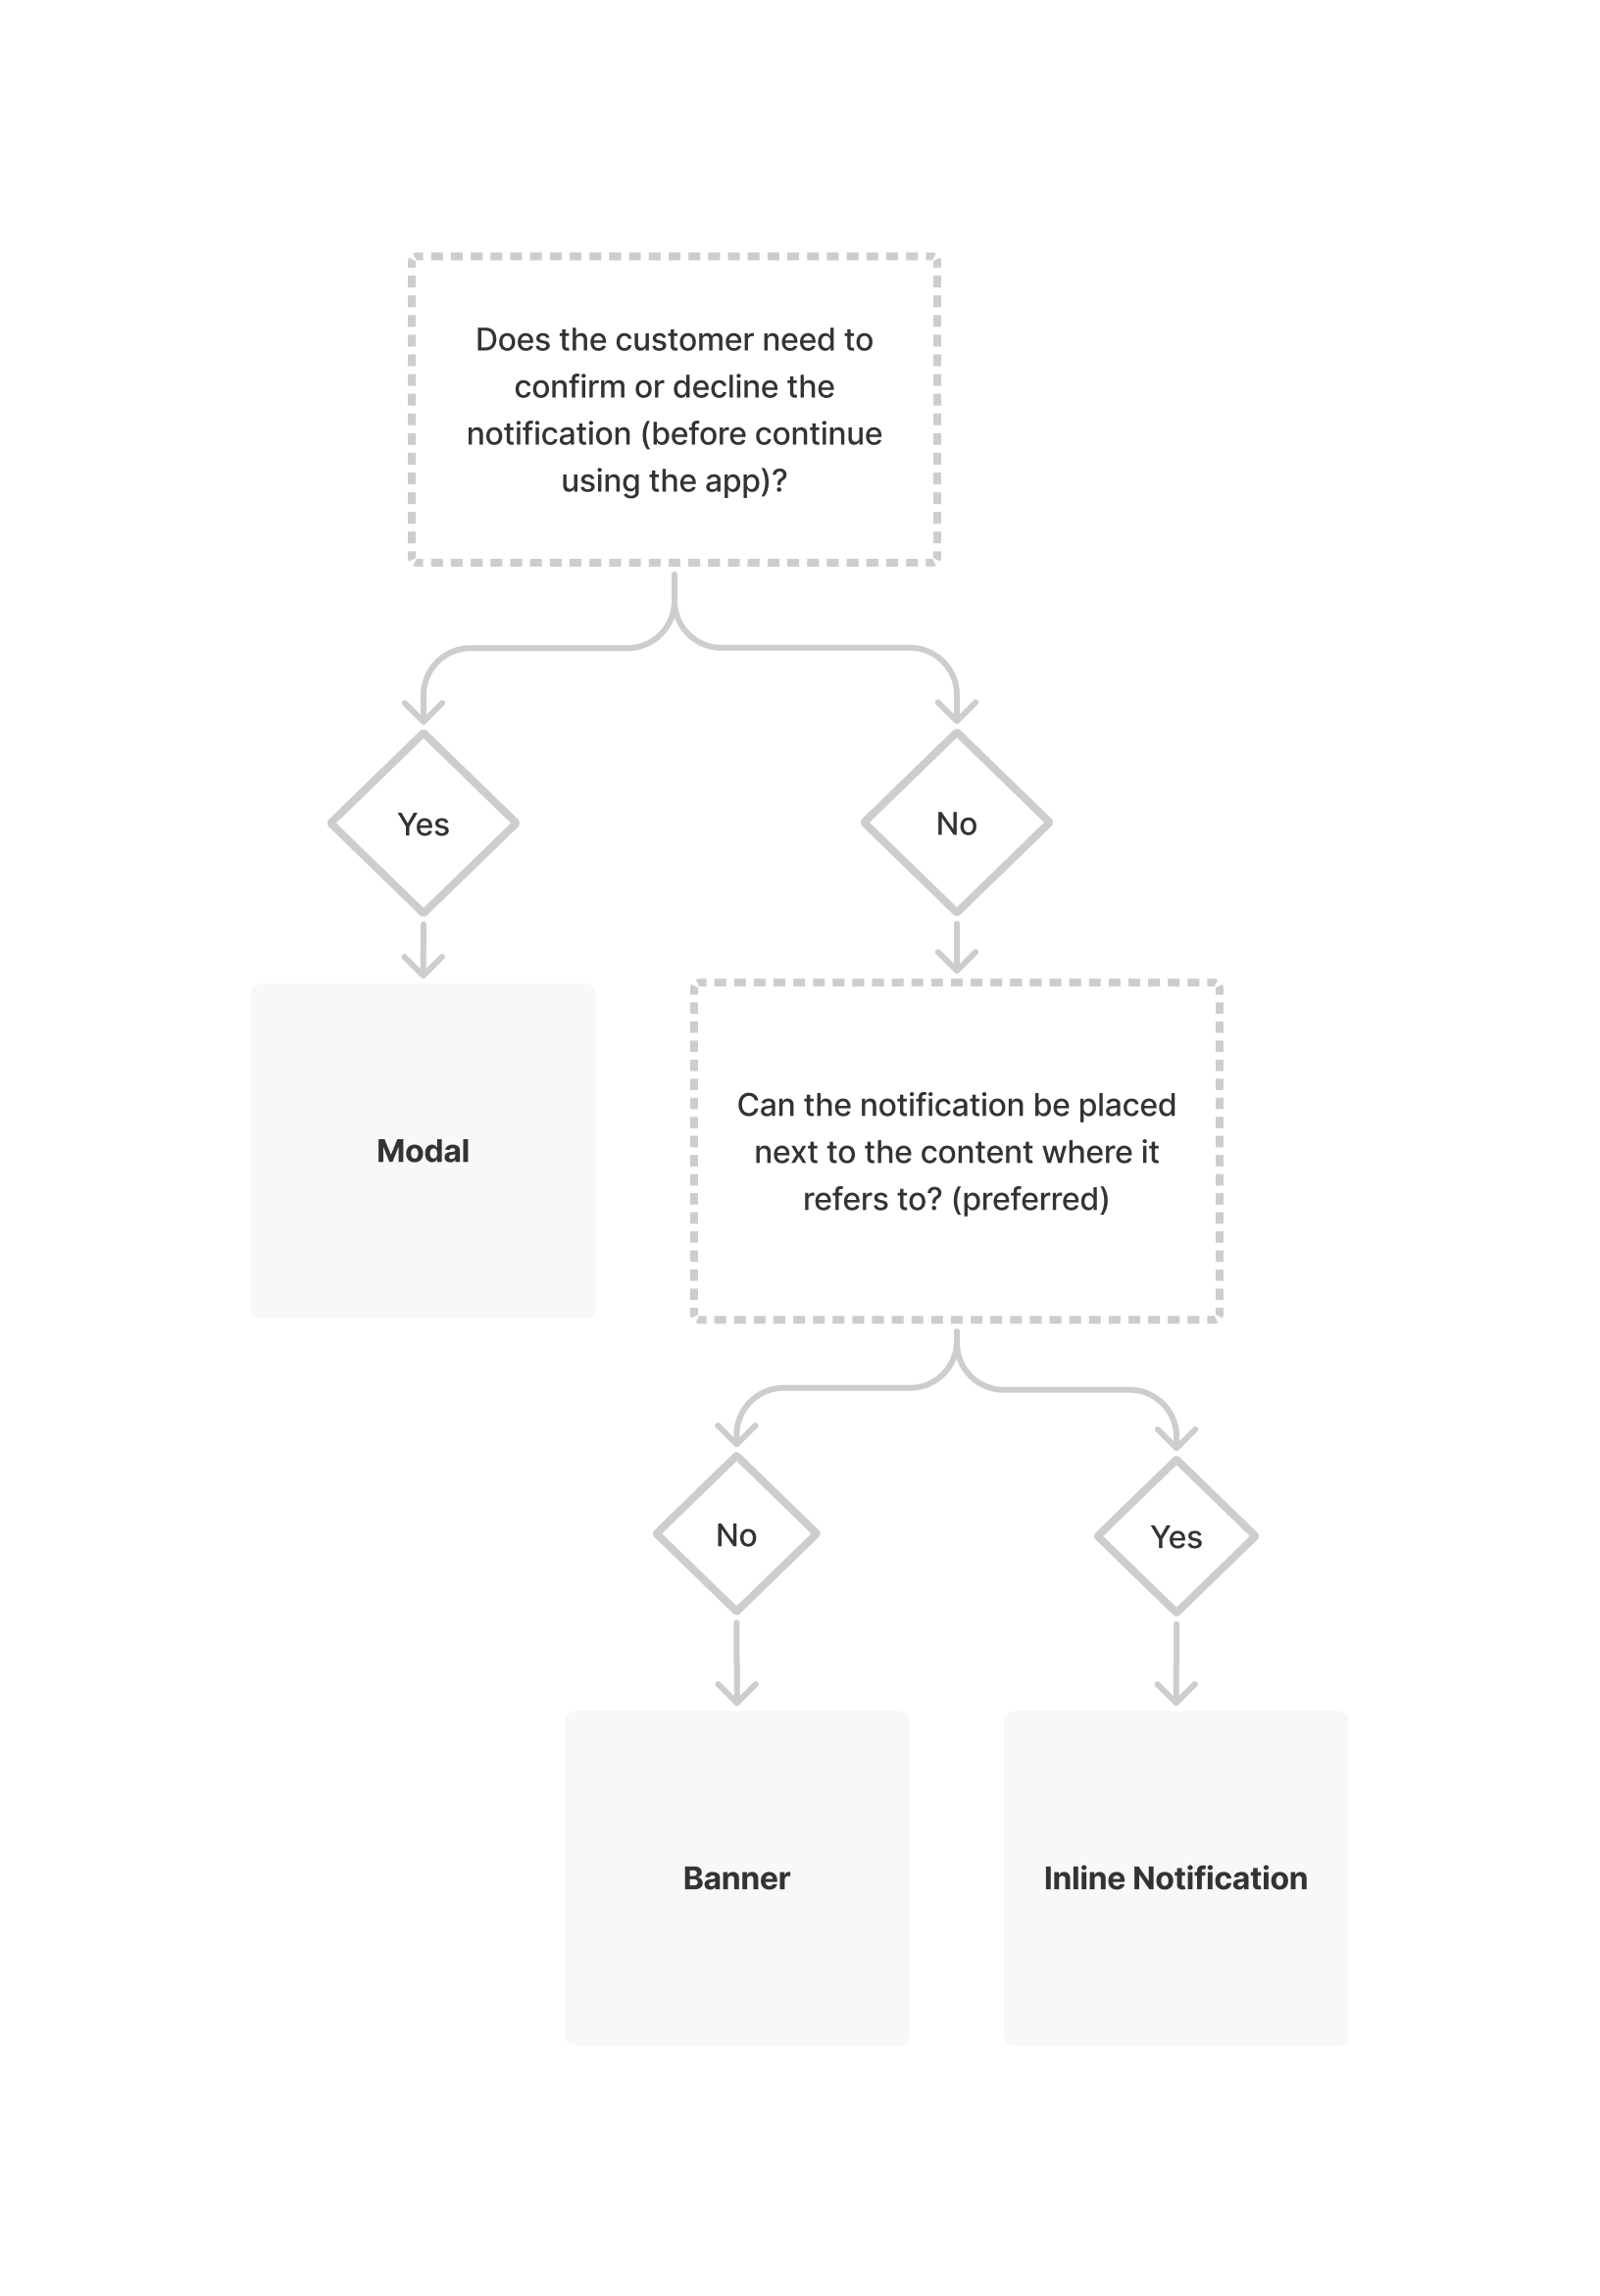 Does the customer need to
confirm or decline the
notification (before continue
using the app)?
Yes
No
Modal
Can the notification be placed
next to the content where it
refers to? (preferred)
No
Yes
Banner
Inline Notification